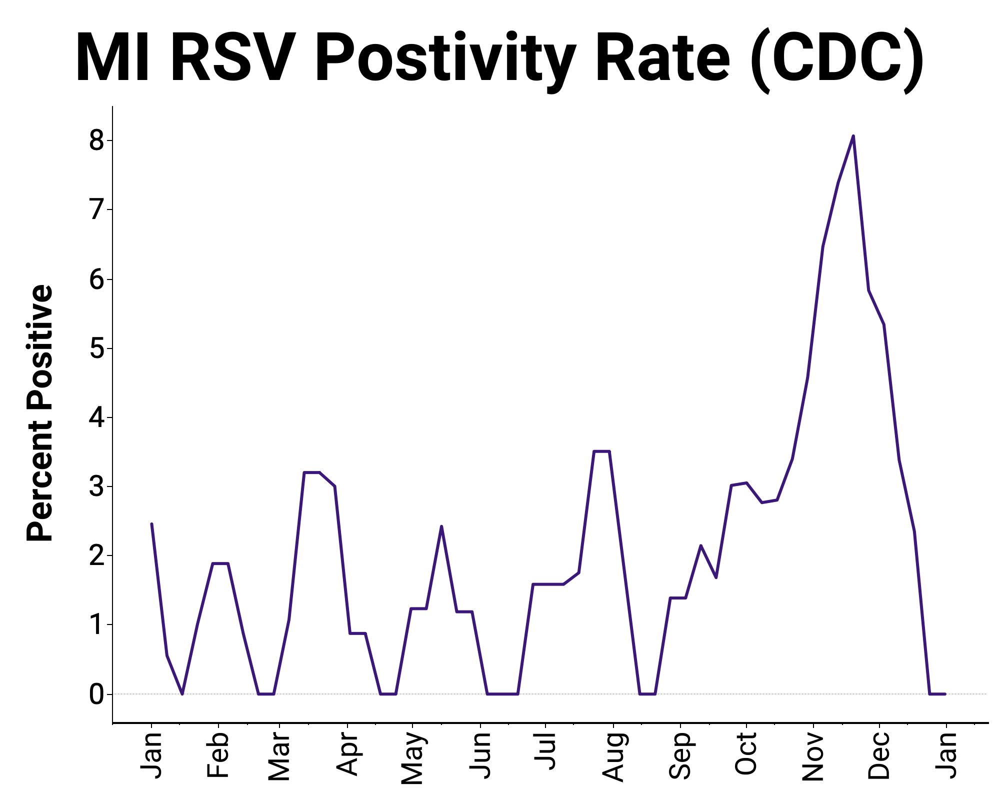 MI RSV Postivity Rate (CDC)
Percent Positive
8
7
6
5
4
3
2
1
0
Jan
Feb
Mar
Apr
May
Jun
Jul
Aug
Sep
Oct
Nov
Dec
Jan